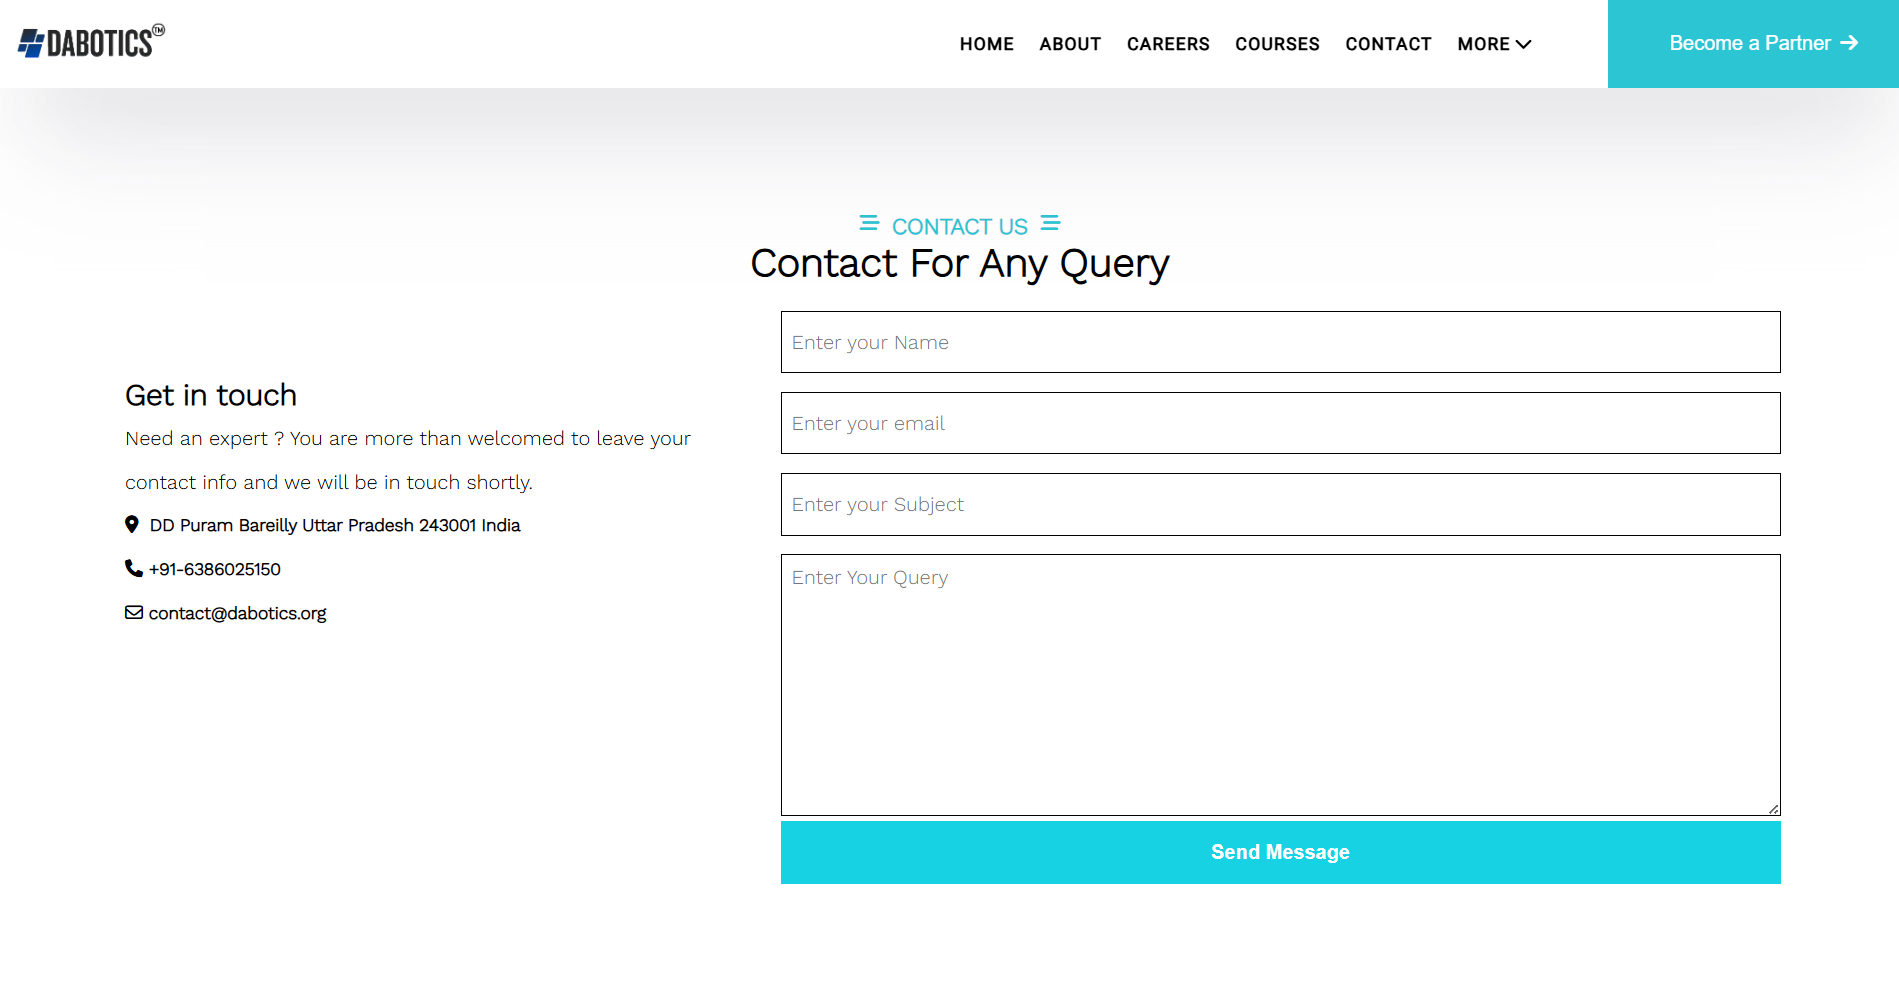 DABOTICS™
HOME ABOUT CAREERS COURSES CONTACT MORE
Become a Partner
CONTACT US
Contact For Any Query
Get in touch
Need an expert ? You are more than welcomed to leave your
contact info and we will be in touch shortly.
DD Puram Bareilly Uttar Pradesh 243001 India
+91-6386025150
contact@dabotics.org
Enter your Name
Enter your email
Enter your Subject
Enter Your Query
Send Message